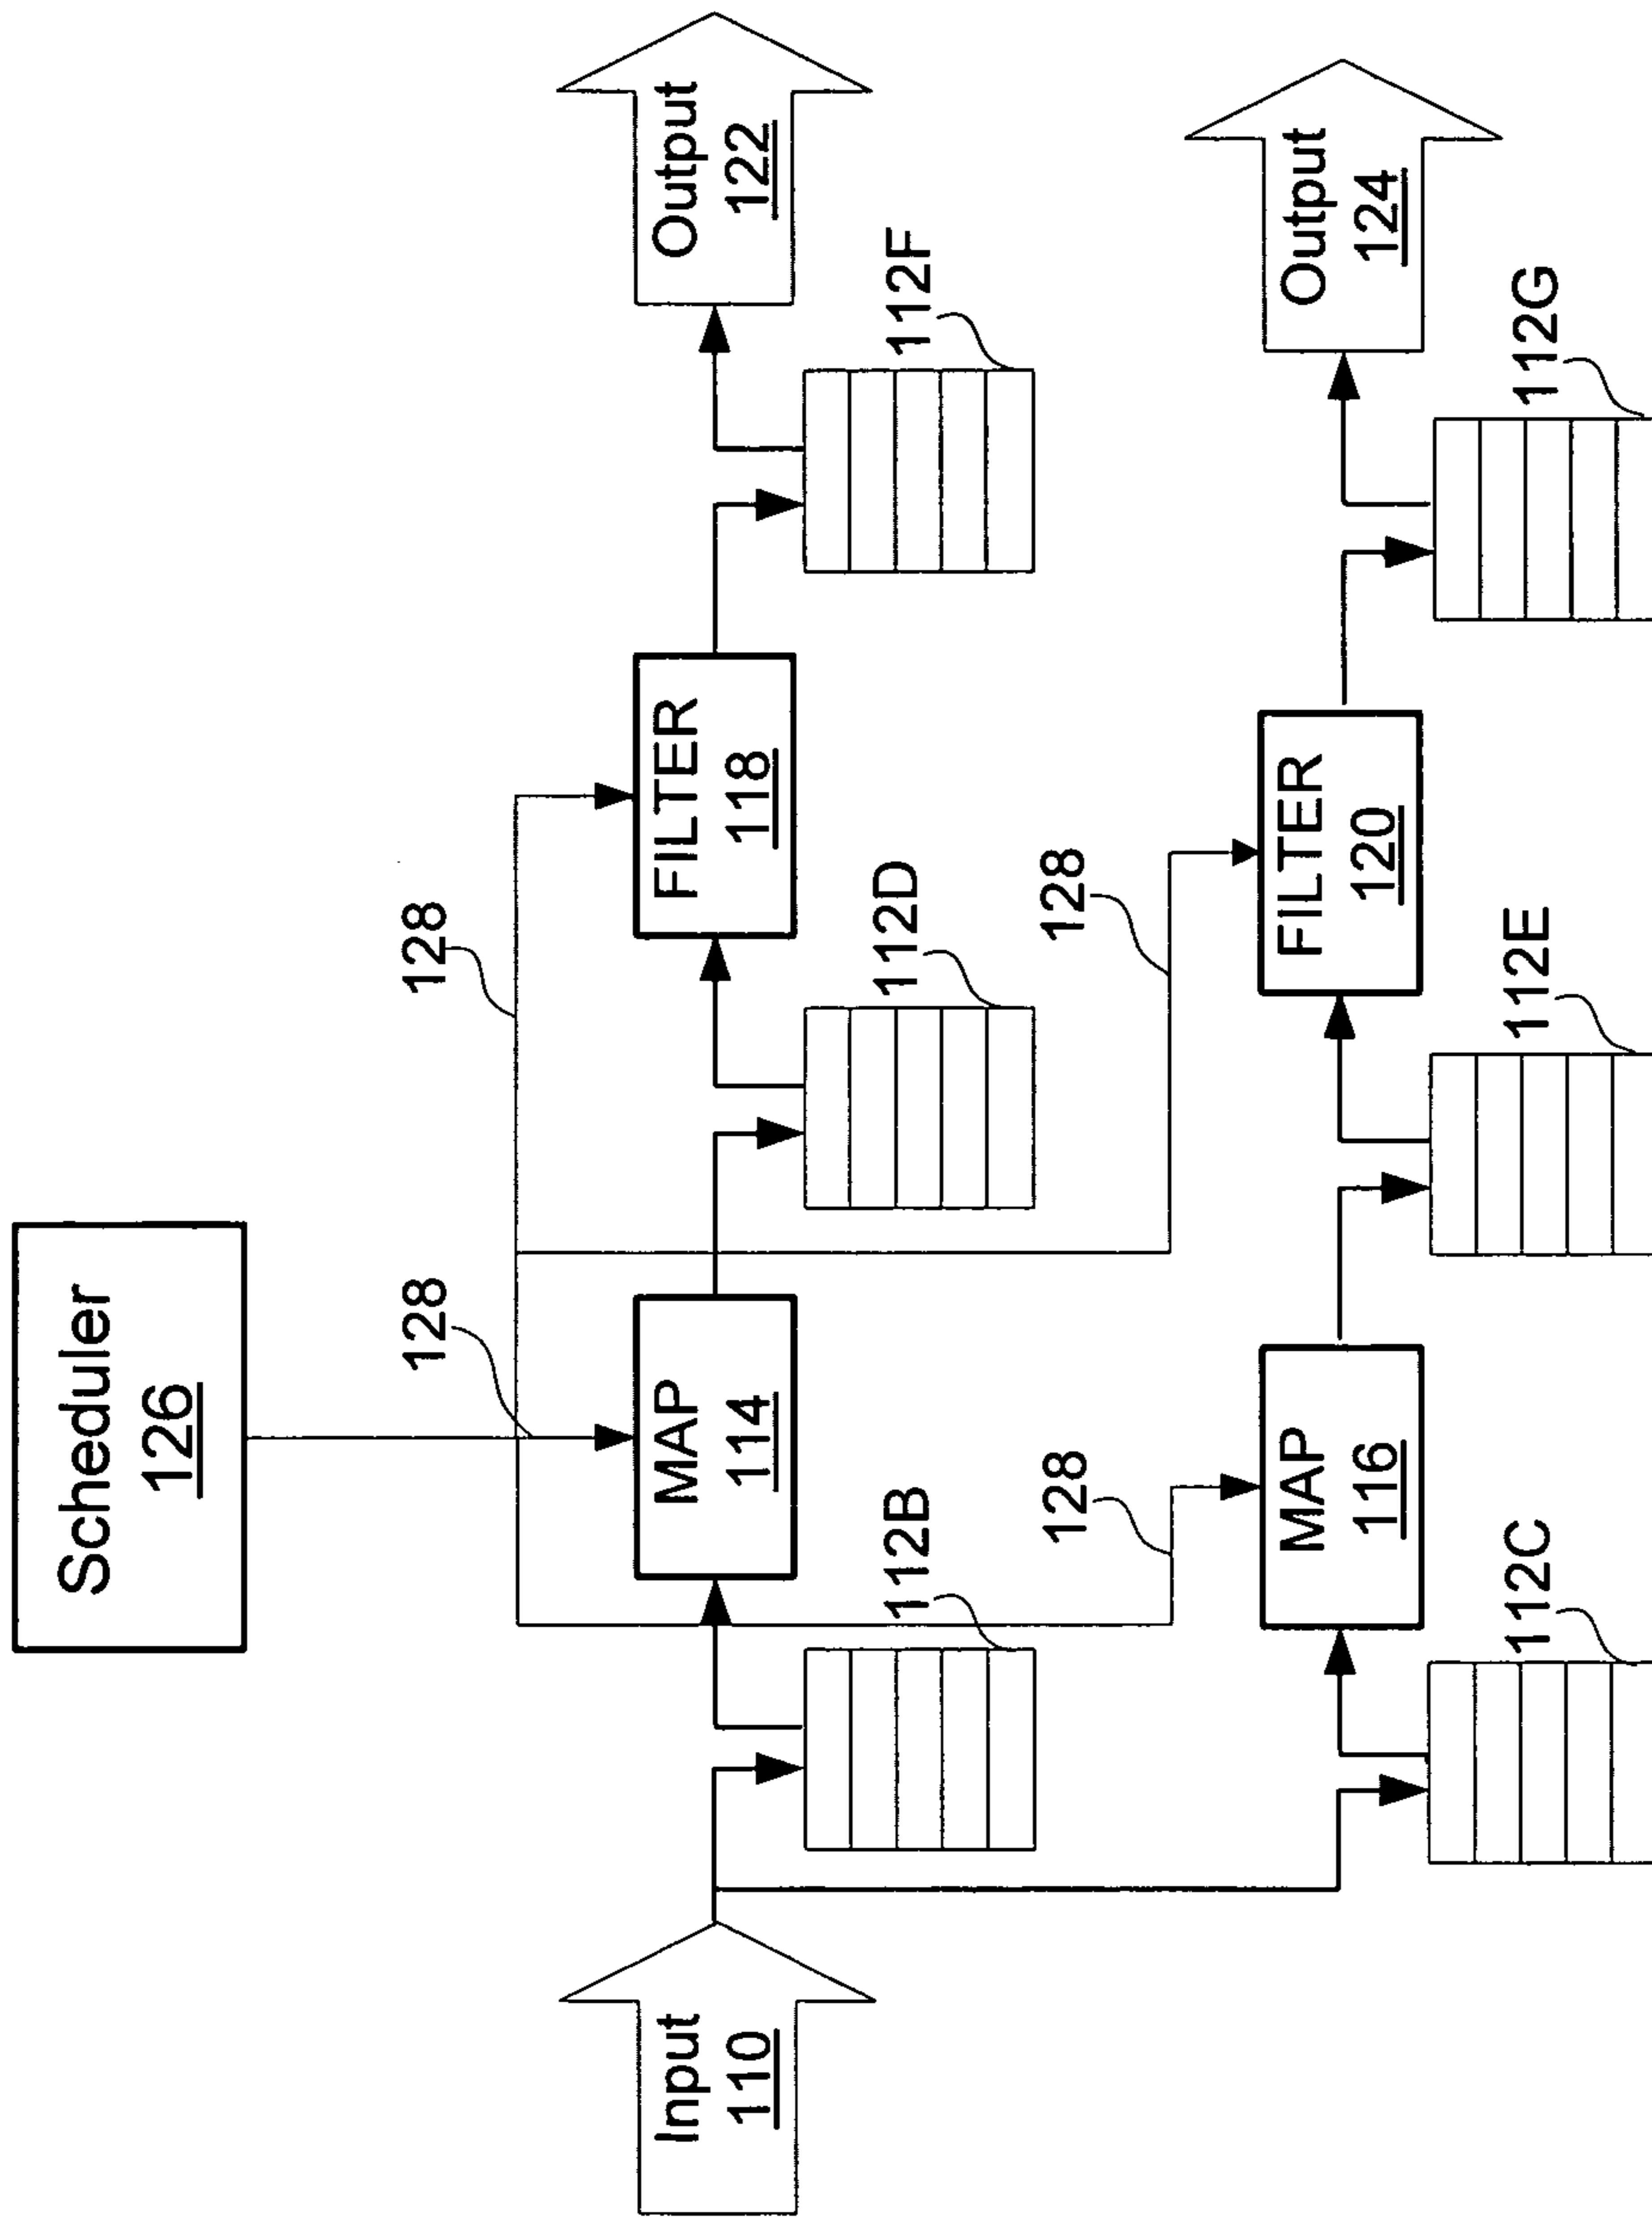 Scheduler
126
128
128
Input
110
MAP
114
FILTER
118
Output
122
112B
112D
112F
128
128
MAP
116
FILTER
120
Output
124
112C
112E
112G